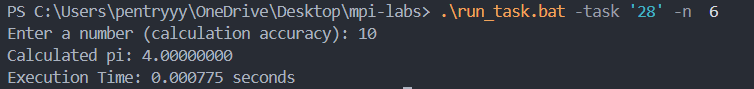 PS C:\Users\pentryyy\OneDrive\Desktop\mpi-labs> .\run_task.bat -task '28' -n  6
Enter a number (calculation accuracy): 10
Calculated pi: 4.00000000
Execution Time: 0.000775 seconds